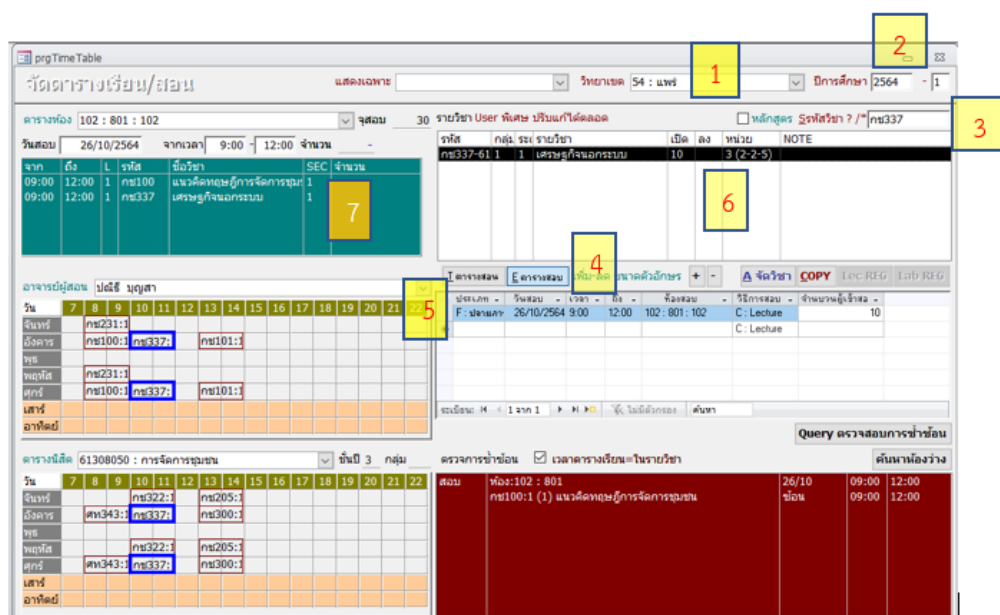 2
prgTimeTable
จัดตารางเรียน/สอน
แสดงเฉพาะ
วิทยาเขต 54 : แพร่
1
ปีการศึกษา 2564 - 1
ตารางห้อง 102 : 801 : 102 จุสอบ 30
รายวิชา User พิเศษ ปรับแก้ได้ตลอด
หลักสูตร รหัสวิชา ? /* กช337
3
วันสอบ 26/10/2564 จากเวลา 9:00 - 12:00 จำนวน -
รหัส กลุ่ม ระ รายวิชา เปิด ลง หน่วย NOTE
กช337-61 1 1 เศรษฐกิจนอกระบบ 10 3 (2-2-5)
จาก ถึง L รหัส ชื่อวิชา SEC จำนวน
09:00 12:00 1 กช100 แนวคิดทฤษฎีการจัดการชุมช 1
09:00 12:00 1 กช337 เศรษฐกิจนอกระบบ 1
7
6
4
T ตารางสอน E ตารางสอบ เพิ่ม-ลด ขนาดตัวอักษร + - A จัดวิชา COPY Lec REG Lab REG
อาจารย์ผู้สอน ปณิธี บุญสา
5
ประเภท วันสอบ เวลา ถึง ห้องสอบ วิธีการสอบ จำนวนผู้เข้าสอ
F : ปลายภา 26/10/2564 9:00 12:00 102 : 801 : 102 C : Lecture 10
C : Lecture
วัน 7 8 9 10 11 12 13 14 15 16 17 18 19 20 21 22
จันทร์ กช231:1
อังคาร กช100:1 กช337: กช101:1
พุธ
พฤหัส กช231:1
ศุกร์ กช100:1 กช337: กช101:1
เสาร์
อาทิตย์
ระเบียน: 1 จาก 1 ไม่มีตัวกรอง ค้นหา
Query ตรวจสอบการซ้ำซ้อน
ตารางนิสิต 61308050 : การจัดการชุมชน ชั้นปี 3 กลุ่ม
ตรวจการซ้ำซ้อน เวลาตารางเรียน=ในรายวิชา ค้นหาห้องว่าง
วัน 7 8 9 10 11 12 13 14 15 16 17 18 19 20 21 22
จันทร์ กช322:1 กช205:1
อังคาร ศท343:1 กช337: กช300:1
พุธ
พฤหัส กช322:1 กช205:1
ศุกร์ ศท343:1 กช337: กช300:1
เสาร์
อาทิตย์
สอบ ห้อง:102 : 801 26/10 09:00 12:00
กช100:1 (1) แนวคิดทฤษฎีการจัดการชุมชน ซ้อน 09:00 12:00